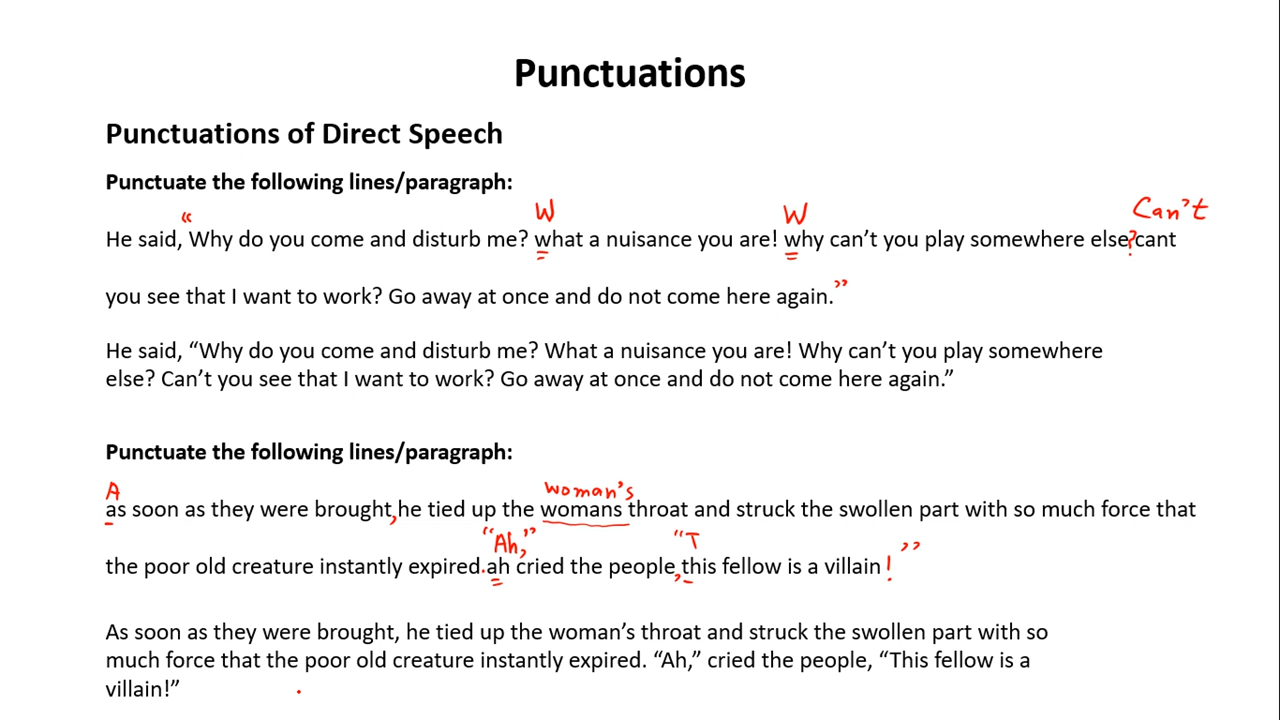 Punctuations
Punctuations of Direct Speech
Punctuate the following lines/paragraph:
“ W W Can't
He said, Why do you come and disturb me? what a nuisance you are! why can’t you play somewhere else?cant
you see that I want to work? Go away at once and do not come here again.”
He said, “Why do you come and disturb me? What a nuisance you are! Why can’t you play somewhere
else? Can’t you see that I want to work? Go away at once and do not come here again.”
Punctuate the following lines/paragraph:
A woman's
as soon as they were brought,he tied up the womans throat and struck the swollen part with so much force that
“Ah,” “T ”
the poor old creature instantly expired.ah cried the people,this fellow is a villain!
As soon as they were brought, he tied up the woman’s throat and struck the swollen part with so
much force that the poor old creature instantly expired. “Ah,” cried the people, “This fellow is a
villain!”